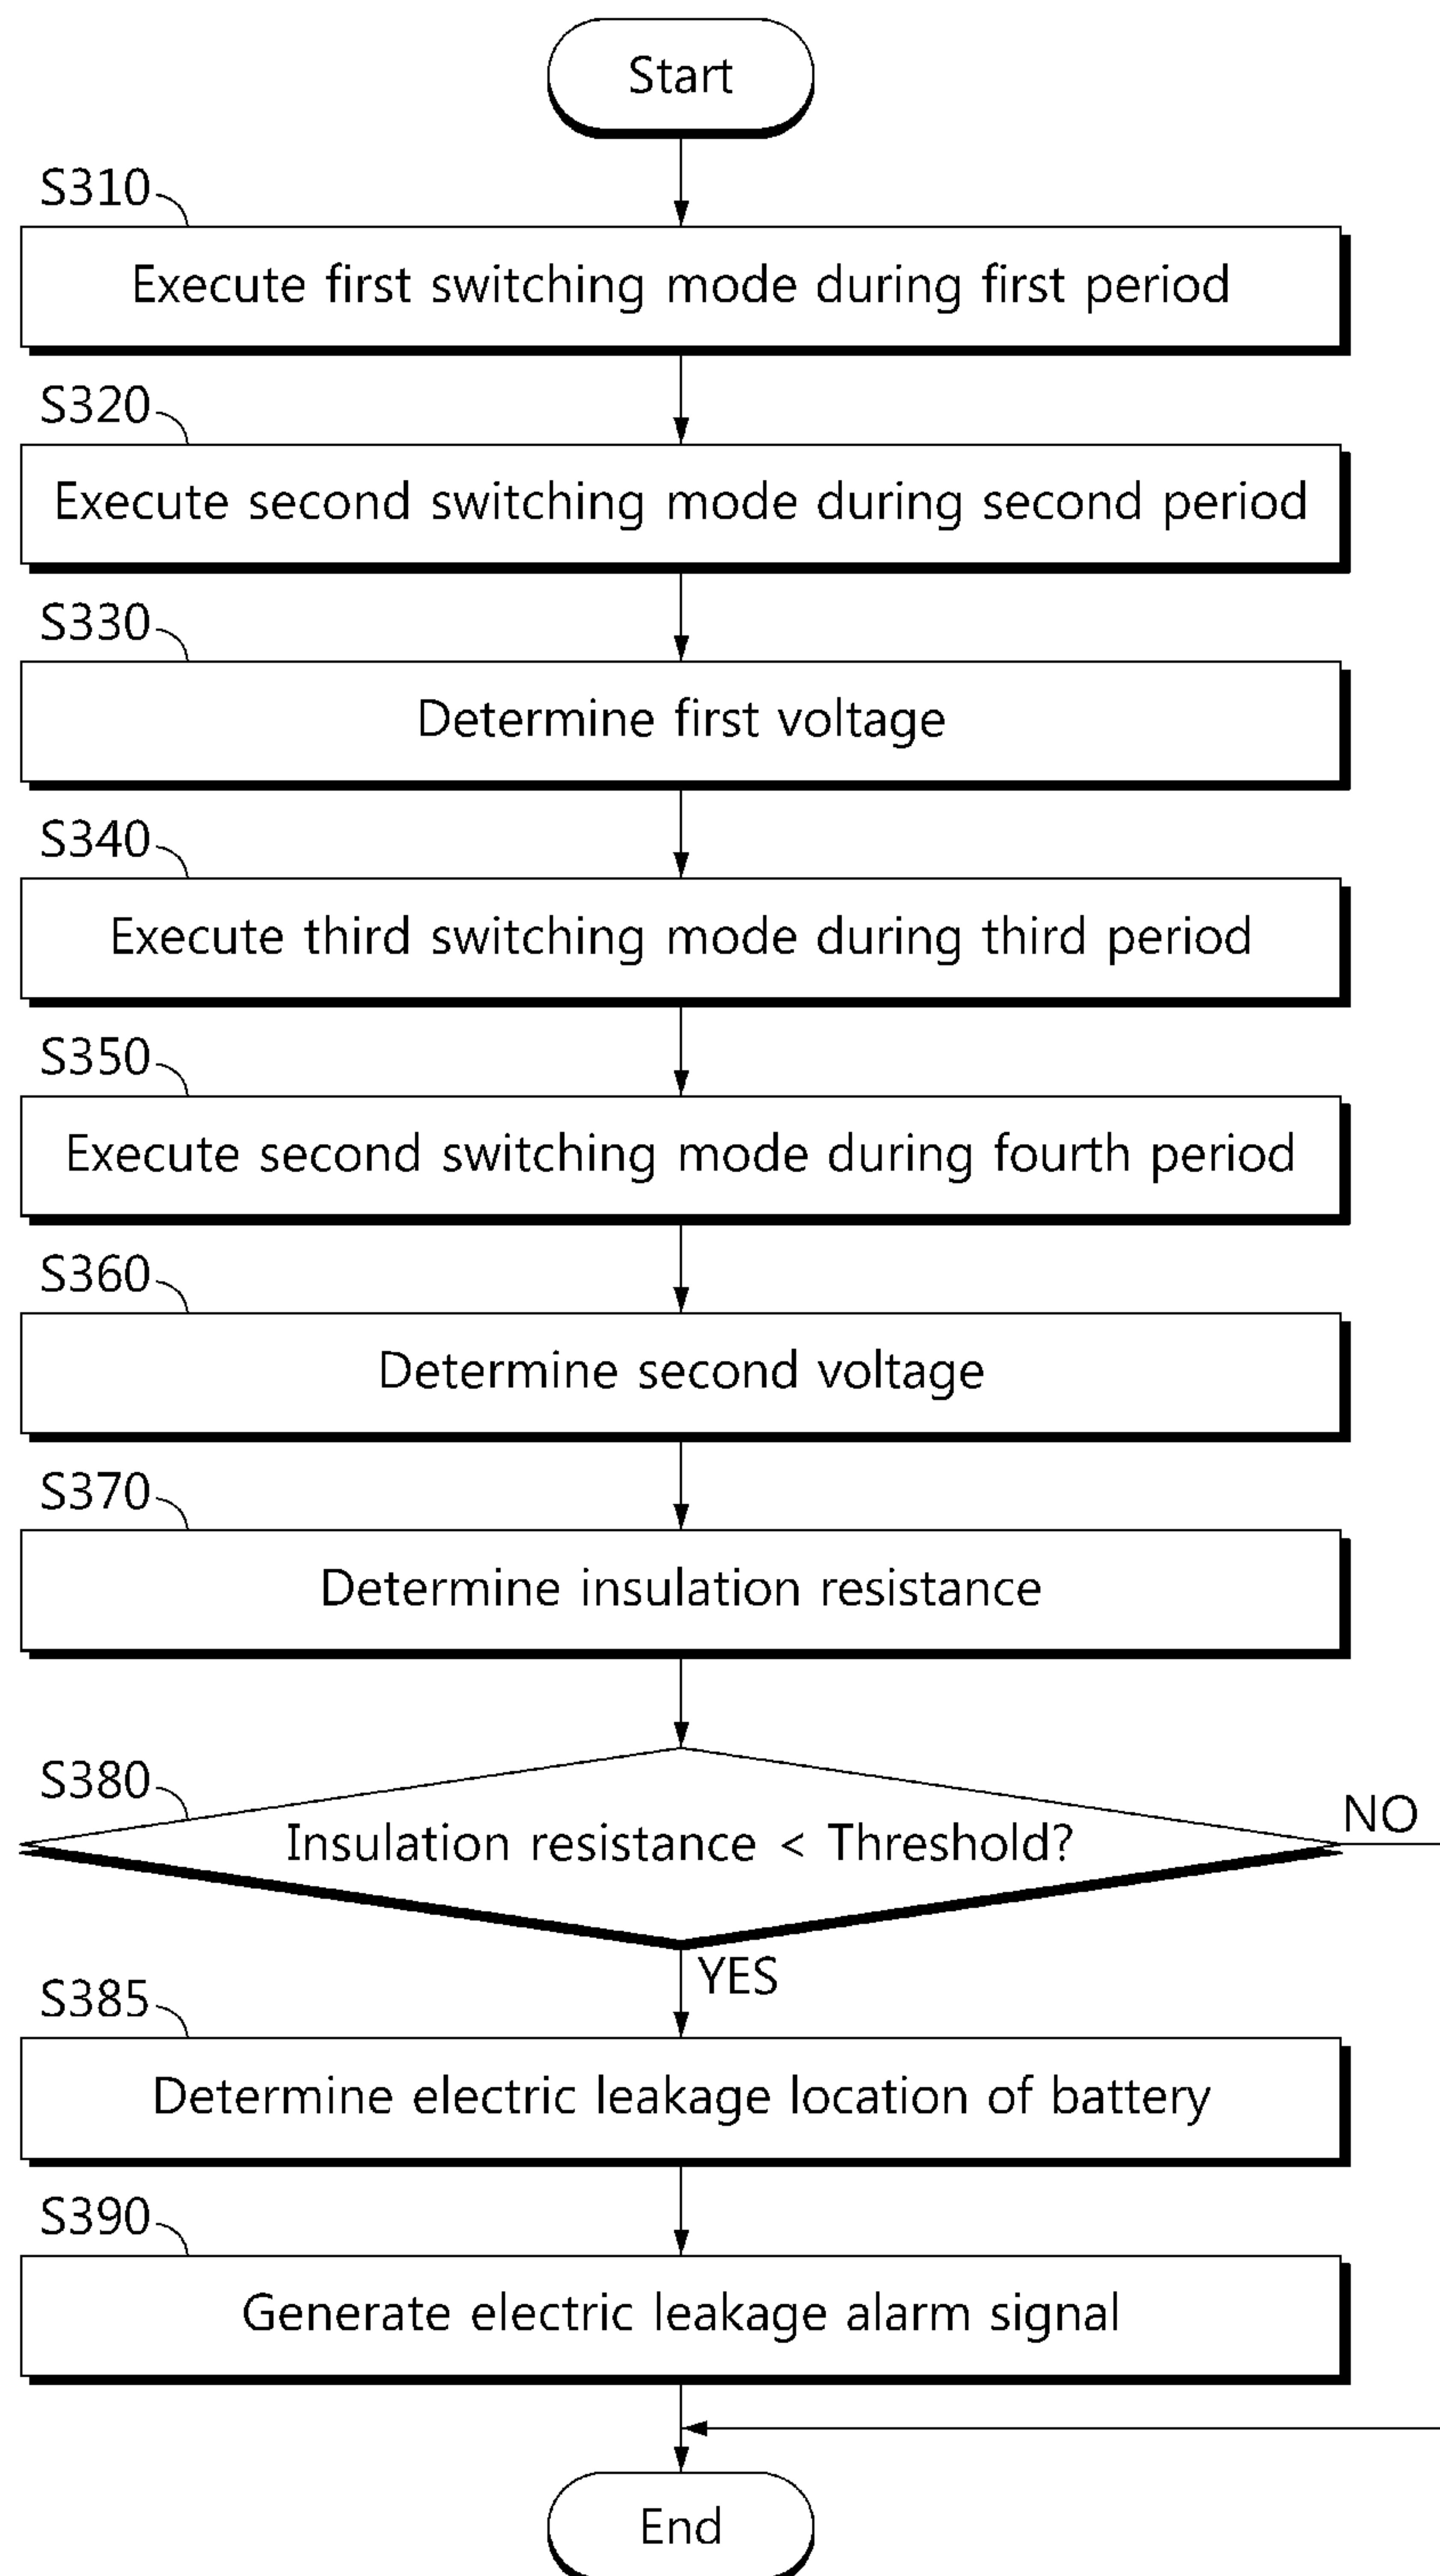 Start
S310
Execute first switching mode during first period
S320
Execute second switching mode during second period
S330
Determine first voltage
S340
Execute third switching mode during third period
S350
Execute second switching mode during fourth period
S360
Determine second voltage
S370
Determine insulation resistance
S380
Insulation resistance < Threshold?
NO
YES
S385
Determine electric leakage location of battery
S390
Generate electric leakage alarm signal
End